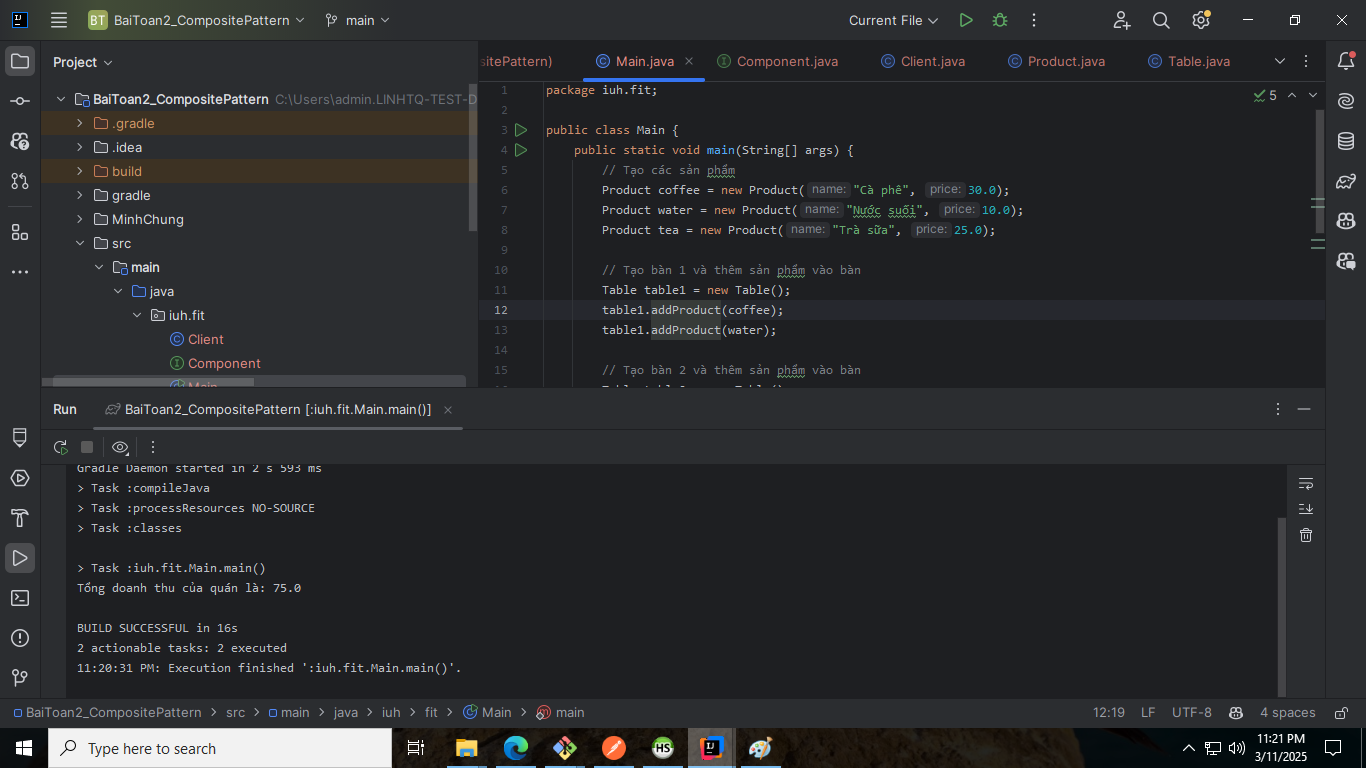 BT BaiToan2_CompositePattern main Current File
Project
BaiToan2_CompositePattern C:\Users\admin.LINHTQ-TEST-D
.gradle
.idea
build
gradle
MinhChung
src
main
java
iuh.fit
Client
Component
Main
sitePattern) Main.java Component.java Client.java Product.java Table.java
5
1 package iuh.fit;
2
3 public class Main {
4 public static void main(String[] args) {
5 // Tạo các sản phẩm
6 Product coffee = new Product( name: "Cà phê", price: 30.0);
7 Product water = new Product( name: "Nước suối", price: 10.0);
8 Product tea = new Product( name: "Trà sữa", price: 25.0);
9
10 // Tạo bàn 1 và thêm sản phẩm vào bàn
11 Table table1 = new Table();
12 table1.addProduct(coffee);
13 table1.addProduct(water);
14
15 // Tạo bàn 2 và thêm sản phẩm vào bàn
Run BaiToan2_CompositePattern [:iuh.fit.Main.main()]
Gradle Daemon started in 2 s 593 ms
> Task :compileJava
> Task :processResources NO-SOURCE
> Task :classes
> Task :iuh.fit.Main.main()
Tổng doanh thu của quán là: 75.0
BUILD SUCCESSFUL in 16s
2 actionable tasks: 2 executed
11:20:31 PM: Execution finished ':iuh.fit.Main.main()'.
BaiToan2_CompositePattern > src > main > java > iuh > fit > Main > main 12:19 LF UTF-8 4 spaces
Type here to search
HS
11:21 PM
3/11/2025